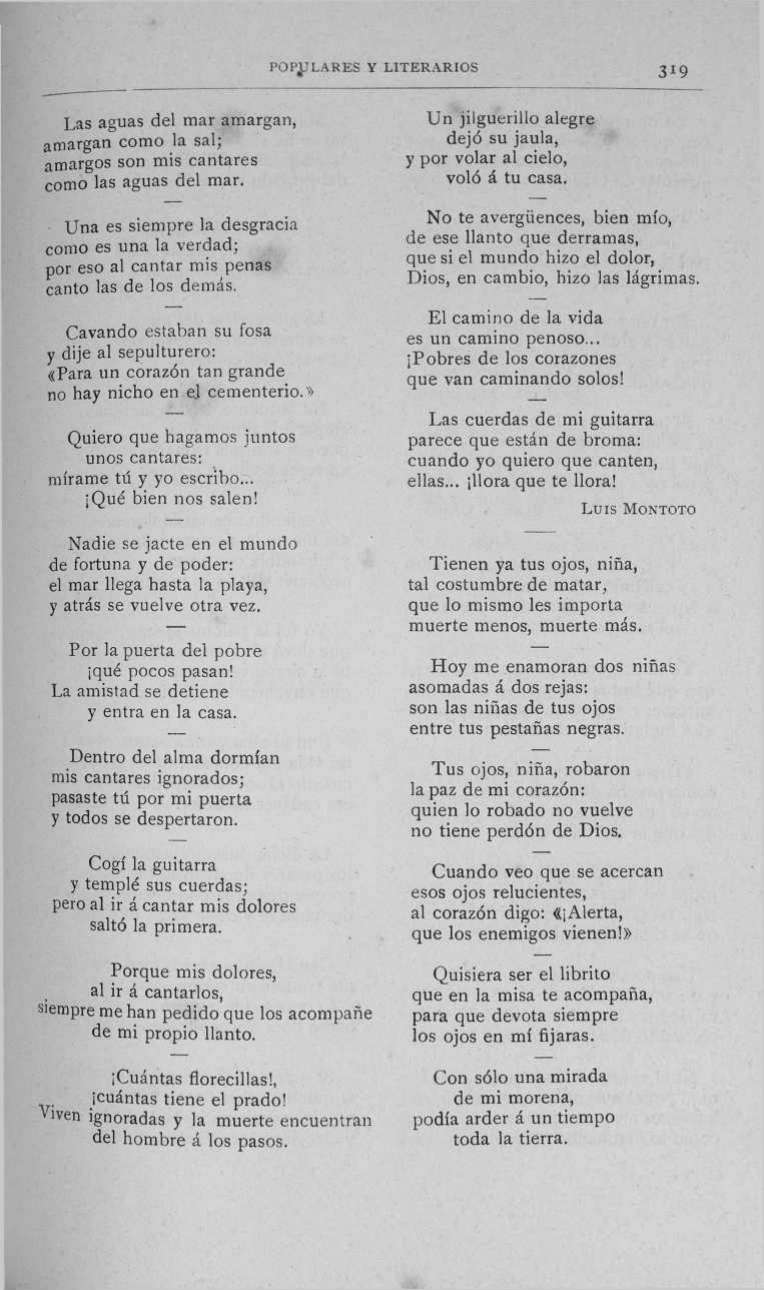 POPULARES Y LITERARIOS 319
Las aguas del mar amargan,
amargan como la sal;
amargos son mis cantares
como las aguas del mar.
Una es siempre la desgracia
como es una la verdad;
por eso al cantar mis penas
canto las de los demás.
Cavando estaban su fosa
y dije al sepulturero:
«Para un corazón tan grande
no hay nicho en el cementerio.»
Quiero que hagamos juntos
unos cantares:
mírame tú y yo escribo...
¡Qué bien nos salen!
Nadie se jacte en el mundo
de fortuna y de poder:
el mar llega hasta la playa,
y atrás se vuelve otra vez.
Por la puerta del pobre
¡qué pocos pasan!
La amistad se detiene
y entra en la casa.
Dentro del alma dormían
mis cantares ignorados;
pasaste tú por mi puerta
y todos se despertaron.
Cogí la guitarra
y templé sus cuerdas;
pero al ir á cantar mis dolores
saltó la primera.
Porque mis dolores,
al ir á cantarlos,
siempre me han pedido que los acompañe
de mi propio llanto.
¡Cuántas florecillas!,
¡cuántas tiene el prado!
Viven ignoradas y la muerte encuentran
del hombre á los pasos.
Un jilguerillo alegre
dejó su jaula,
y por volar al cielo,
voló á tu casa.
No te avergüences, bien mío,
de ese llanto que derramas,
que si el mundo hizo el dolor,
Dios, en cambio, hizo las lágrimas.
El camino de la vida
es un camino penoso...
¡Pobres de los corazones
que van caminando solos!
Las cuerdas de mi guitarra
parece que están de broma:
cuando yo quiero que canten,
ellas... ¡llora que te llora!
LUIS MONTOTO
Tienen ya tus ojos, niña,
tal costumbre de matar,
que lo mismo les importa
muerte menos, muerte más.
Hoy me enamoran dos niñas
asomadas á dos rejas:
son las niñas de tus ojos
entre tus pestañas negras.
Tus ojos, niña, robaron
la paz de mi corazón:
quien lo robado no vuelve
no tiene perdón de Dios.
Cuando veo que se acercan
esos ojos relucientes,
al corazón digo: «¡Alerta,
que los enemigos vienen!»
Quisiera ser el librito
que en la misa te acompaña,
para que devota siempre
los ojos en mí fijaras.
Con sólo una mirada
de mi morena,
podía arder á un tiempo
toda la tierra.